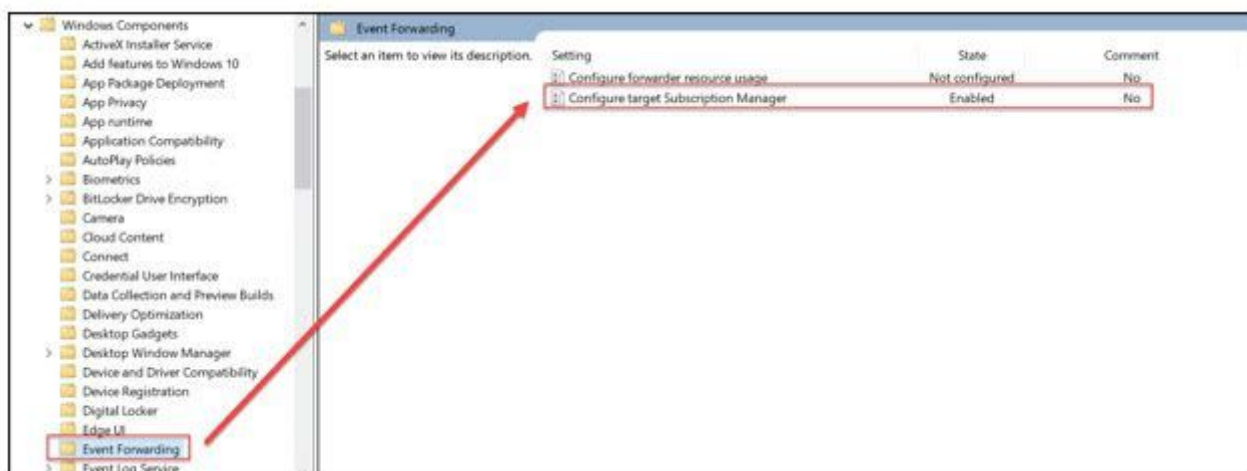 Windows Components
ActiveX Installer Service
Add features to Windows 10
App Package Deployment
App Privacy
App runtime
Application Compatibility
AutoPlay Policies
Biometrics
BitLocker Drive Encryption
Camera
Cloud Content
Connect
Credential User Interface
Data Collection and Preview Builds
Delivery Optimization
Desktop Gadgets
Desktop Window Manager
Device and Driver Compatibility
Device Registration
Digital Locker
Edge UI
Event Forwarding
Event Log Service
Event Forwarding
Select an item to view its description.
Setting State Comment
Configure forwarder resource usage Not configured No
Configure target Subscription Manager Enabled No